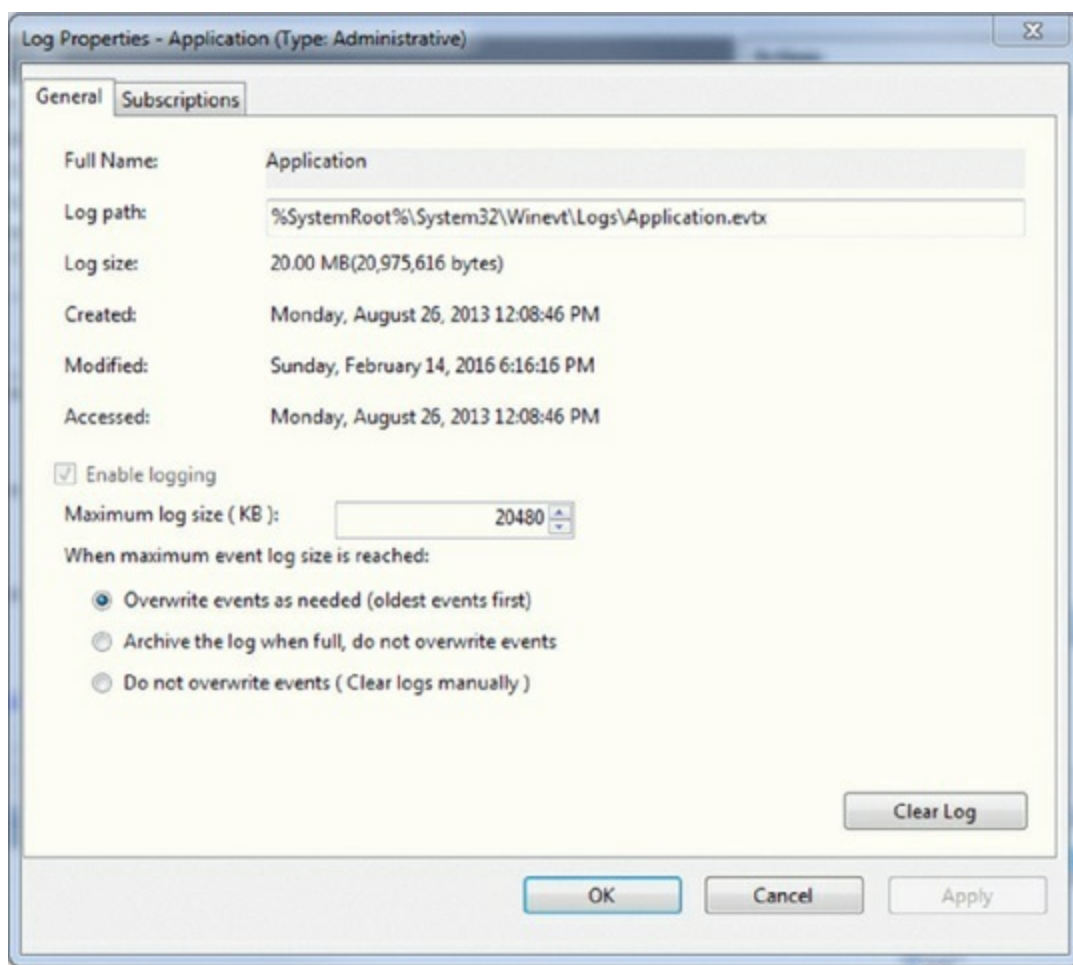 Log Properties - Application (Type: Administrative)
General Subscriptions
Full Name: Application
Log path: %SystemRoot%\System32\Winevt\Logs\Application.evtx
Log size: 20.00 MB(20,975,616 bytes)
Created: Monday, August 26, 2013 12:08:46 PM
Modified: Sunday, February 14, 2016 6:16:16 PM
Accessed: Monday, August 26, 2013 12:08:46 PM
Enable logging
Maximum log size ( KB ): 20480
When maximum event log size is reached:
Overwrite events as needed (oldest events first)
Archive the log when full, do not overwrite events
Do not overwrite events ( Clear logs manually )
Clear Log
OK Cancel Apply